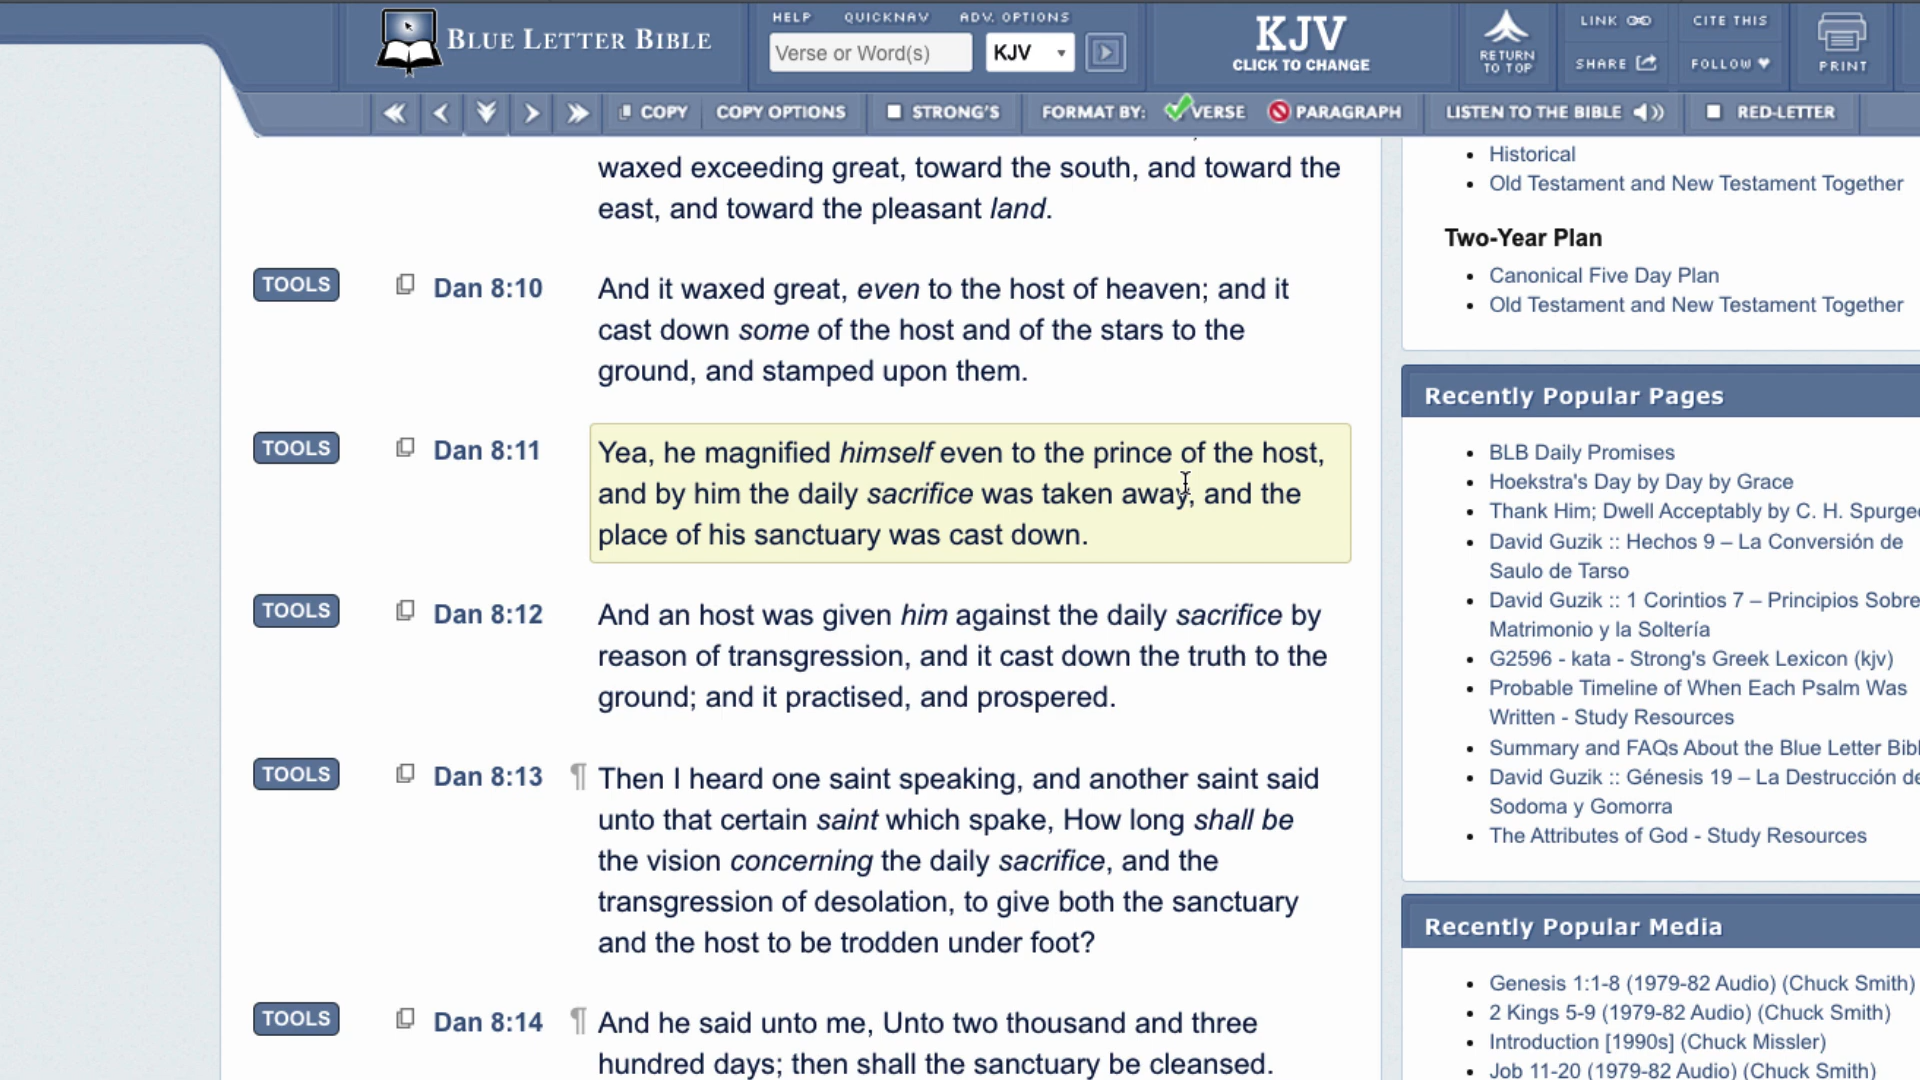 BLUE LETTER BIBLE
HELP QUICKNAV ADV. OPTIONS
Verse or Word(s)
KJV
KJV
CLICK TO CHANGE
RETURN
TO TOP
LINK
SHARE
CITE THIS
FOLLOW
PRINT
COPY
COPY OPTIONS
STRONG'S
FORMAT BY: VERSE PARAGRAPH
LISTEN TO THE BIBLE
RED-LETTER
waxed exceeding great, toward the south, and toward the
east, and toward the pleasant land.
TOOLS
Dan 8:10
And it waxed great, even to the host of heaven; and it
cast down some of the host and of the stars to the
ground, and stamped upon them.
TOOLS
Dan 8:11
Yea, he magnified himself even to the prince of the host,
and by him the daily sacrifice was taken away, and the
place of his sanctuary was cast down.
TOOLS
Dan 8:12
And an host was given him against the daily sacrifice by
reason of transgression, and it cast down the truth to the
ground; and it practised, and prospered.
TOOLS
Dan 8:13
¶ Then I heard one saint speaking, and another saint said
unto that certain saint which spake, How long shall be
the vision concerning the daily sacrifice, and the
transgression of desolation, to give both the sanctuary
and the host to be trodden under foot?
TOOLS
Dan 8:14
¶ And he said unto me, Unto two thousand and three
hundred days; then shall the sanctuary be cleansed.
Historical
Old Testament and New Testament Together
Two-Year Plan
Canonical Five Day Plan
Old Testament and New Testament Together
Recently Popular Pages
BLB Daily Promises
Hoekstra's Day by Day by Grace
Thank Him; Dwell Acceptably by C. H. Spurge
David Guzik :: Hechos 9 – La Conversión de
Saulo de Tarso
David Guzik :: 1 Corintios 7 – Principios Sobre
Matrimonio y la Soltería
G2596 - kata - Strong's Greek Lexicon (kjv)
Probable Timeline of When Each Psalm Was
Written - Study Resources
Summary and FAQs About the Blue Letter Bibl
David Guzik :: Génesis 19 – La Destrucción de
Sodoma y Gomorra
The Attributes of God - Study Resources
Recently Popular Media
Genesis 1:1-8 (1979-82 Audio) (Chuck Smith)
2 Kings 5-9 (1979-82 Audio) (Chuck Smith)
Introduction [1990s] (Chuck Missler)
Job 11-20 (1979-82 Audio) (Chuck Smith)